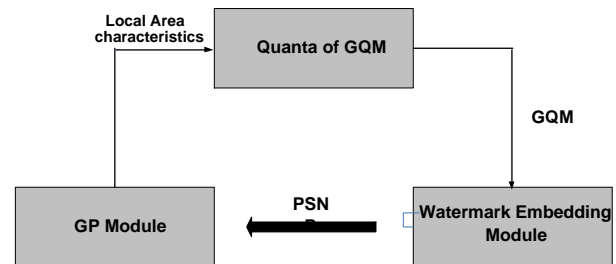 Local Area
characteristics
Quanta of GQM
GQM
PSN
GP Module
Watermark Embedding
Module